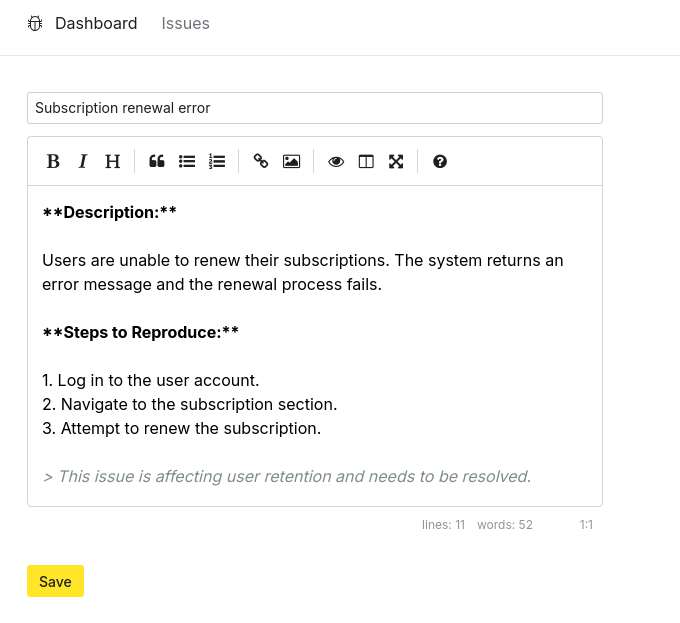 Dashboard Issues
Subscription renewal error
B I H
**Description:**
Users are unable to renew their subscriptions. The system returns an
error message and the renewal process fails.
**Steps to Reproduce:**
1. Log in to the user account.
2. Navigate to the subscription section.
3. Attempt to renew the subscription.
> This issue is affecting user retention and needs to be resolved.
lines: 11 words: 52 1:1
Save